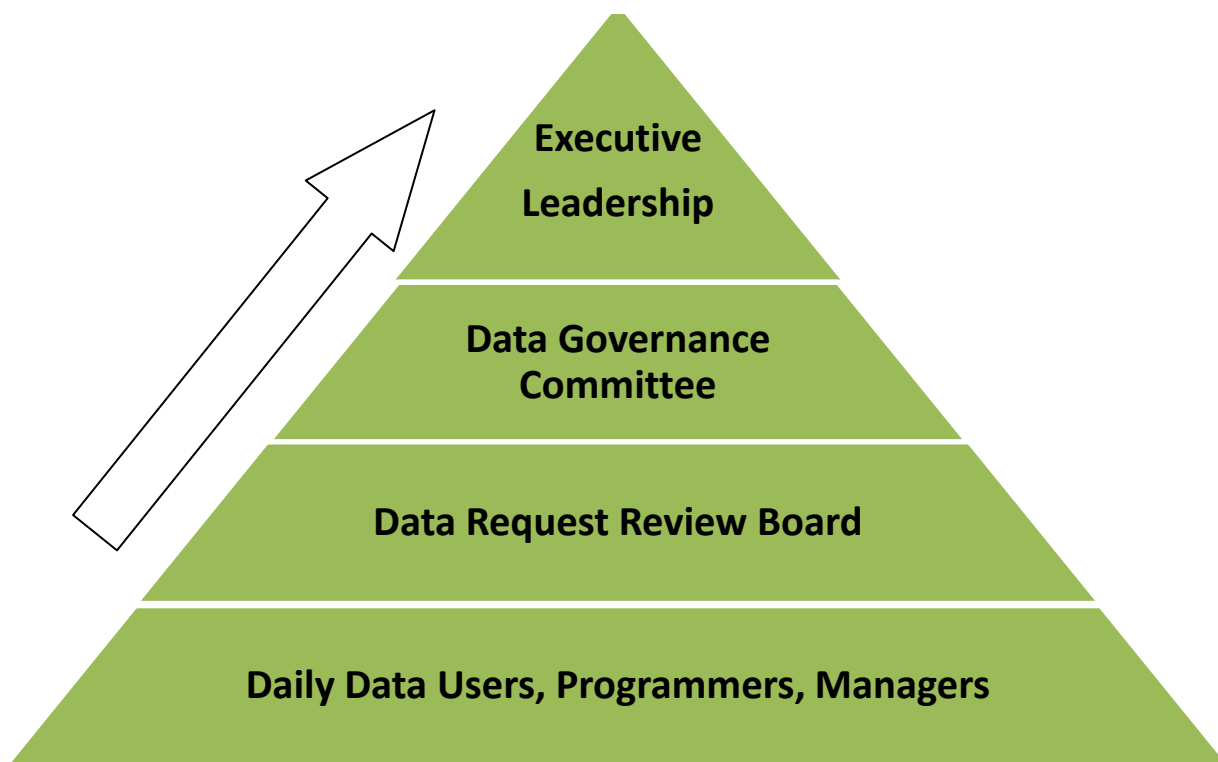 Executive
Leadership
Data Governance
Committee
Data Request Review Board
Daily Data Users, Programmers, Managers